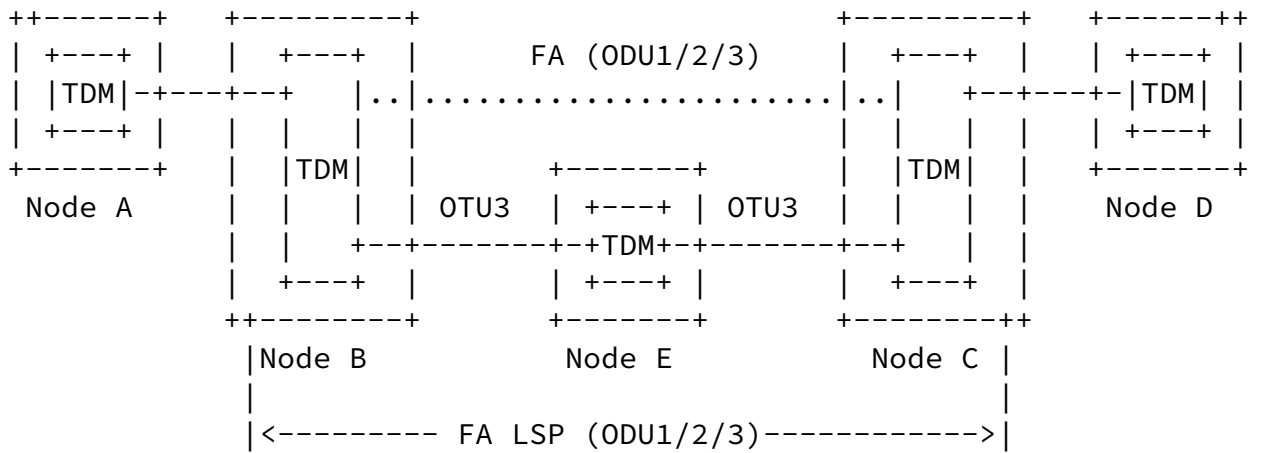 ++------+   +---------+                      +---------+   +------++
| +---+ |   |  +---+  |      FA (ODU1/2/3)    |  +---+  |   | +---+ |
| |TDM|-+---+--+   |..|.......................|..|   +--+---+-|TDM| |
| +---+ |   |  |   |  |                      |  |   |  |   | +---+ |
+-------+   |  |TDM|  |       +-------+      |  |TDM|  |   +-------+
 Node A     |  |   |  | OTU3  | +---+ | OTU3 |  |   |  |    Node D
            |  |   +--+-------+-+TDM+-+-------+--+   |  |
            |  +---+  |       | +---+ |      |  +---+  |
            ++--------+       +-------+      +--------++
             |Node B           Node E          Node C |
             |                                        |
             |<--------- FA LSP (ODU1/2/3)------------>|